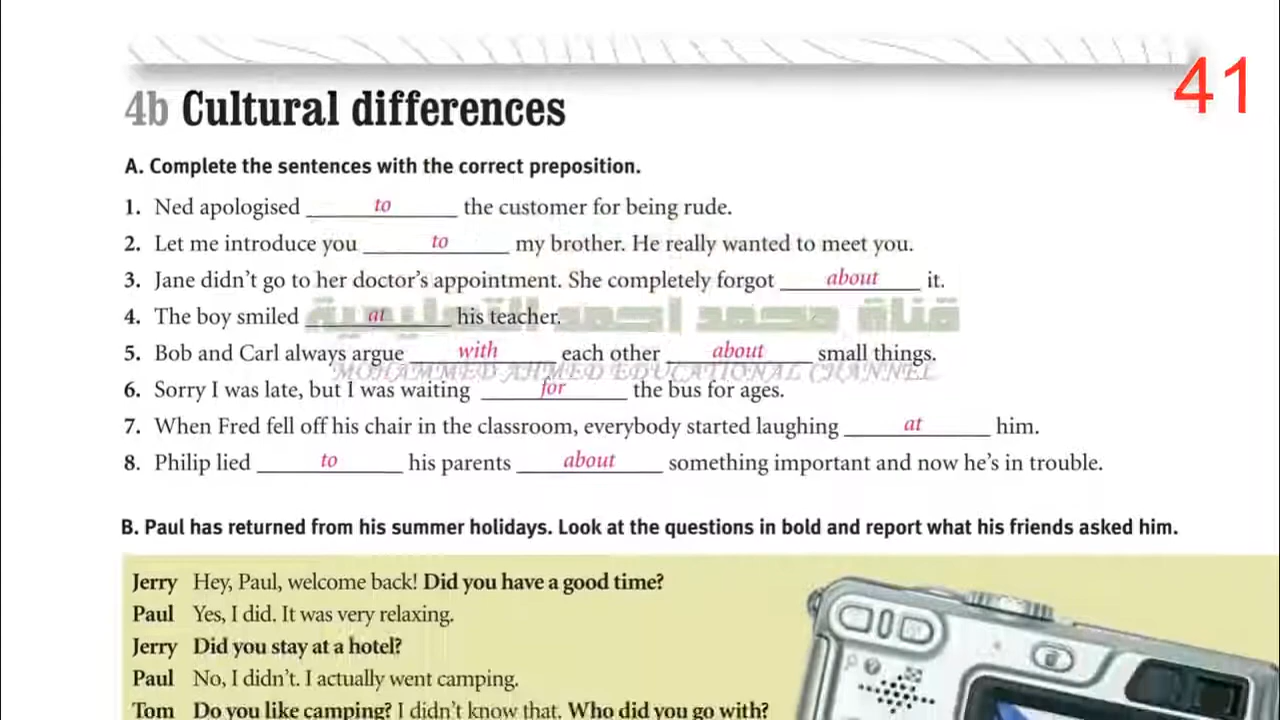 41
4b Cultural differences
A. Complete the sentences with the correct preposition.
1. Ned apologised to the customer for being rude.
2. Let me introduce you to my brother. He really wanted to meet you.
3. Jane didn't go to her doctor's appointment. She completely forgot about it.
4. The boy smiled at his teacher.
قناة محمد احمد التعليمية
5. Bob and Carl always argue with each other about small things.
MOHAMMED AHMED EDUCATIONAL CHANNEL
6. Sorry I was late, but I was waiting for the bus for ages.
7. When Fred fell off his chair in the classroom, everybody started laughing at him.
8. Philip lied to his parents about something important and now he's in trouble.
B. Paul has returned from his summer holidays. Look at the questions in bold and report what his friends asked him.
Jerry Hey, Paul, welcome back! Did you have a good time?
Paul Yes, I did. It was very relaxing.
Jerry Did you stay at a hotel?
Paul No, I didn't. I actually went camping.
Tom Do you like camping? I didn't know that. Who did you go with?